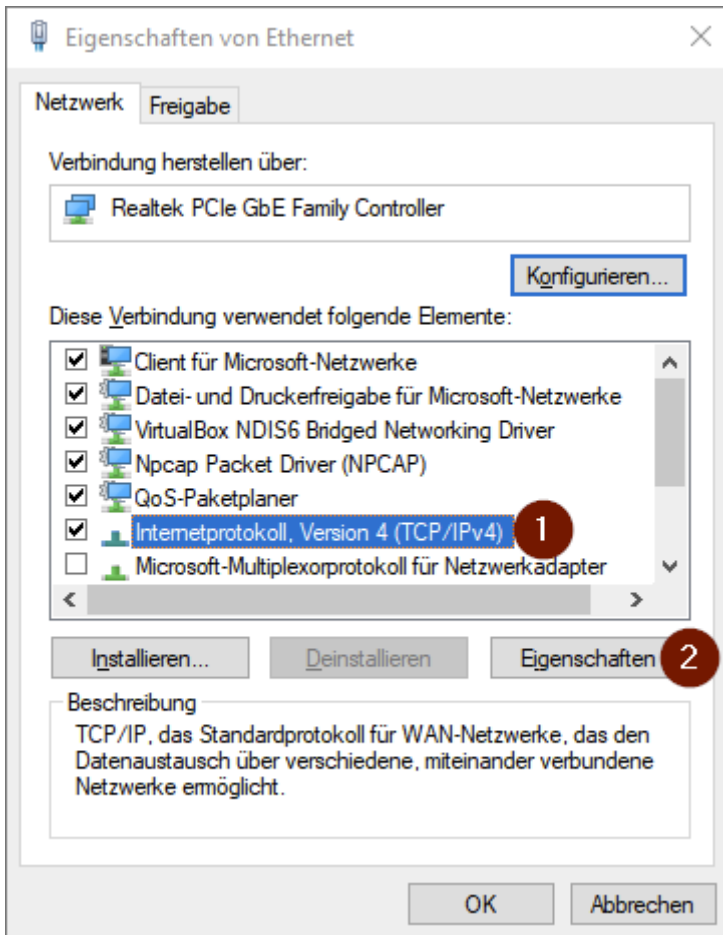 Eigenschaften von Ethernet
Netzwerk
Freigabe
Verbindung herstellen über:
Realtek PCIe GbE Family Controller
Konfigurieren...
Diese Verbindung verwendet folgende Elemente:
Client für Microsoft-Netzwerke
Datei- und Druckerfreigabe für Microsoft-Netzwerke
VirtualBox NDIS6 Bridged Networking Driver
Npcap Packet Driver (NPCAP)
QoS-Paketplaner
Internetprotokoll, Version 4 (TCP/IPv4) 1
Microsoft-Multiplexorprotokoll für Netzwerkadapter
Installieren... Deinstallieren Eigenschaften 2
Beschreibung
TCP/IP, das Standardprotokoll für WAN-Netzwerke, das den
Datenaustausch über verschiedene, miteinander verbundene
Netzwerke ermöglicht.
OK Abbrechen